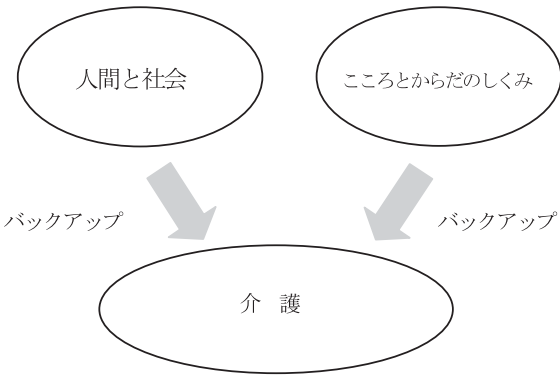 人間と社会
こころとからだのしくみ
バックアップ
バックアップ
介　護